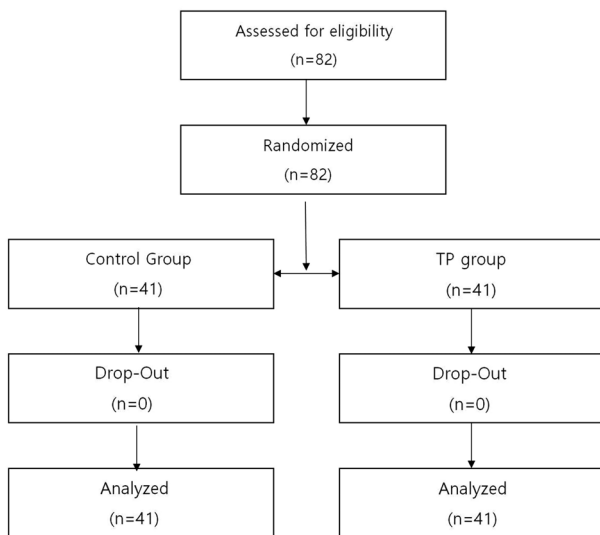 Assessed for eligibility
(n=82)
Randomized
(n=82)
Control Group
(n=41)
TP group
(n=41)
Drop-Out
(n=0)
Drop-Out
(n=0)
Analyzed
(n=41)
Analyzed
(n=41)